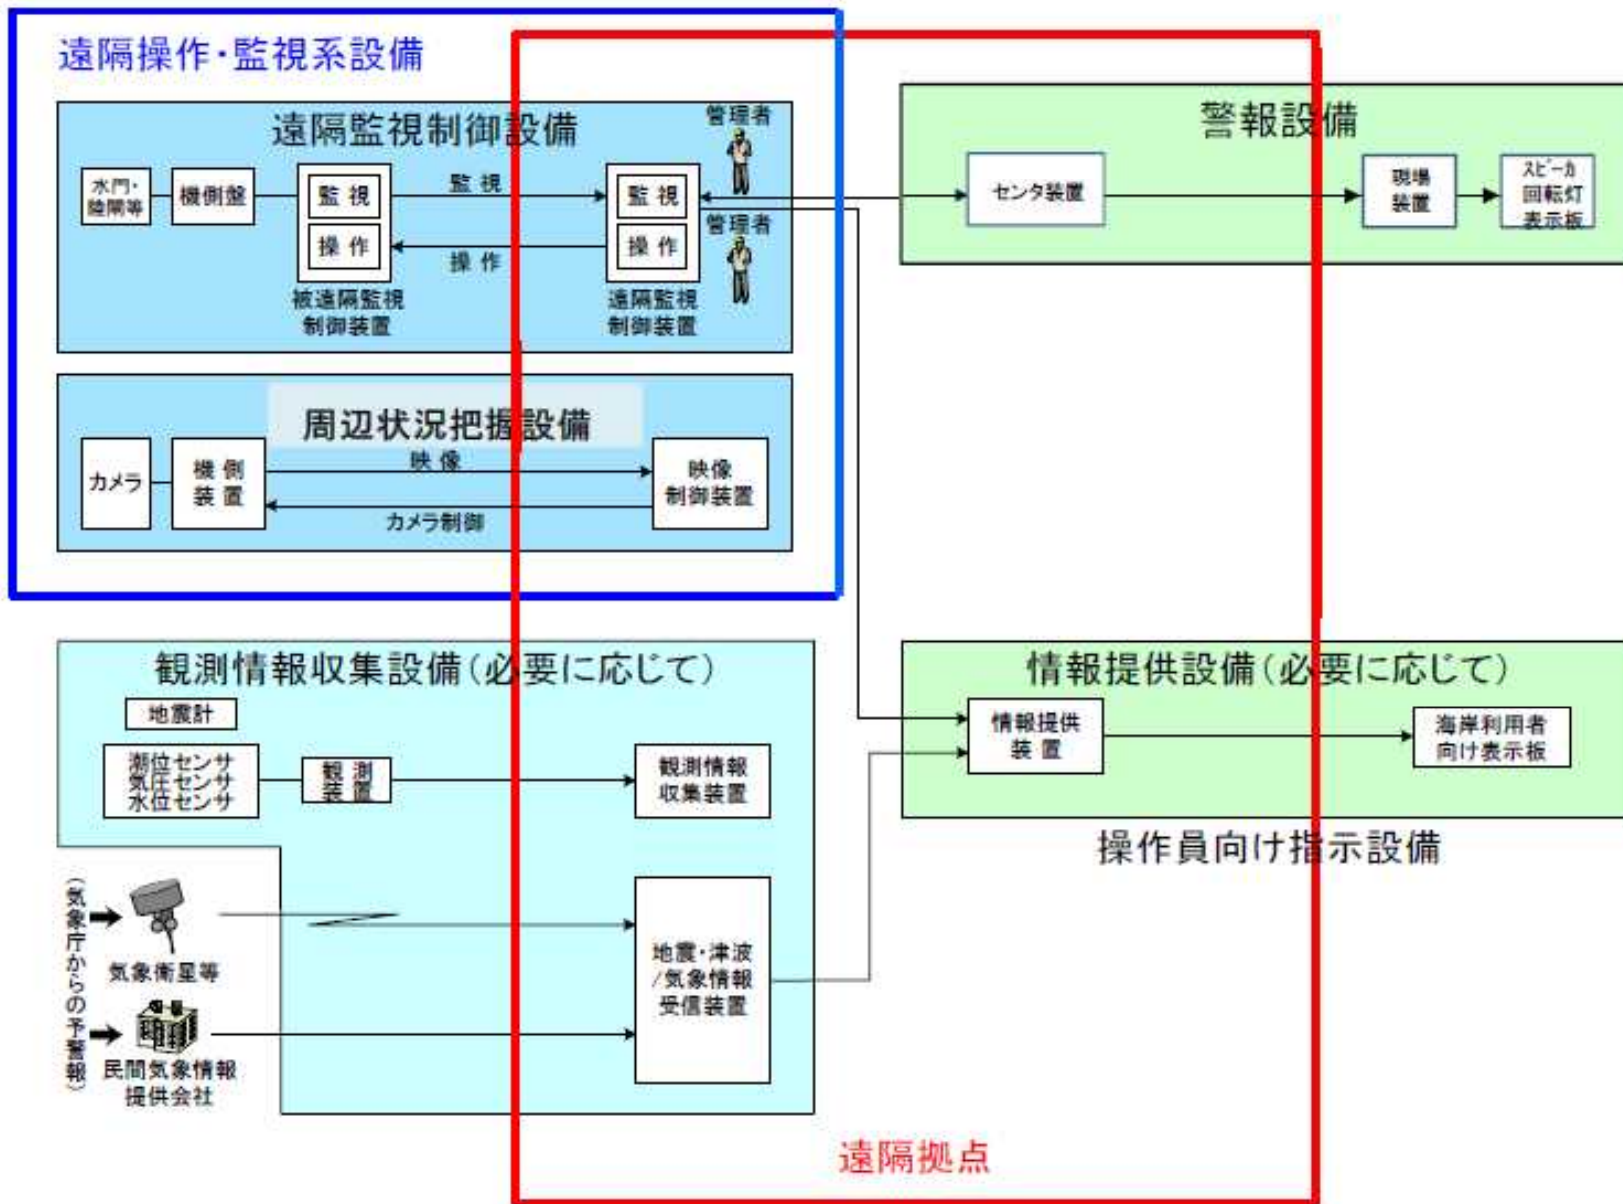 遠隔操作・監視系設備
遠隔監視制御設備
水門・
陸閘等
機側盤
監 視
操 作
被遠隔監視
制御装置
監 視
操 作
監 視
操 作
遠隔監視
制御装置
管理者
管理者
周辺状況把握設備
カメラ
機 側
装 置
映 像
カメラ制御
映像
制御装置
警報設備
センタ装置
現場
装置
スピーカ
回転灯
表示板
観測情報収集設備(必要に応じて)
地震計
潮位センサ
気圧センサ
水位センサ
観 測
装 置
観測情報
収集装置
(気象庁からの予警報)
気象衛星等
民間気象情報
提供会社
地震・津波
/気象情報
受信装置
情報提供設備(必要に応じて)
情報提供
装 置
海岸利用者
向け表示板
操作員向け指示設備
遠隔拠点